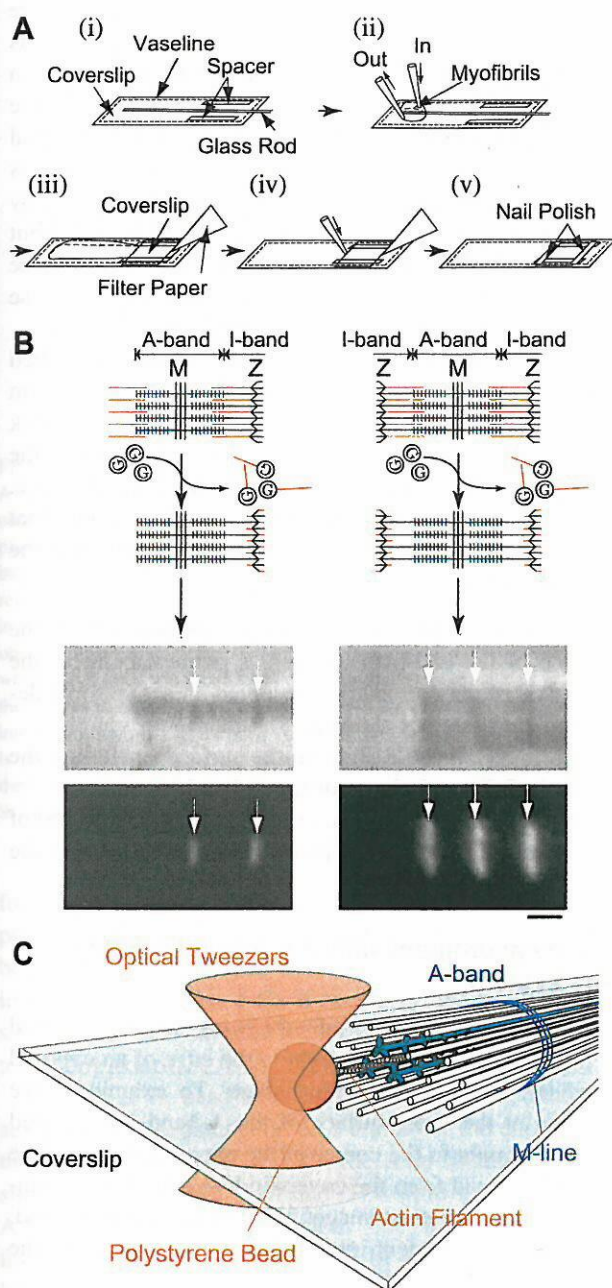 A
(i)
(ii)
Vaseline
Spacer
Coverslip
Glass Rod
Out
In
Myofibrils
(iii)
(iv)
(v)
Coverslip
Filter Paper
Nail Polish
B
A-band I-band
M Z
I-band A-band I-band
Z M Z
G G G
G G G
G G G
G G G
C
Optical Tweezers
A-band
Coverslip
M-line
Actin Filament
Polystyrene Bead